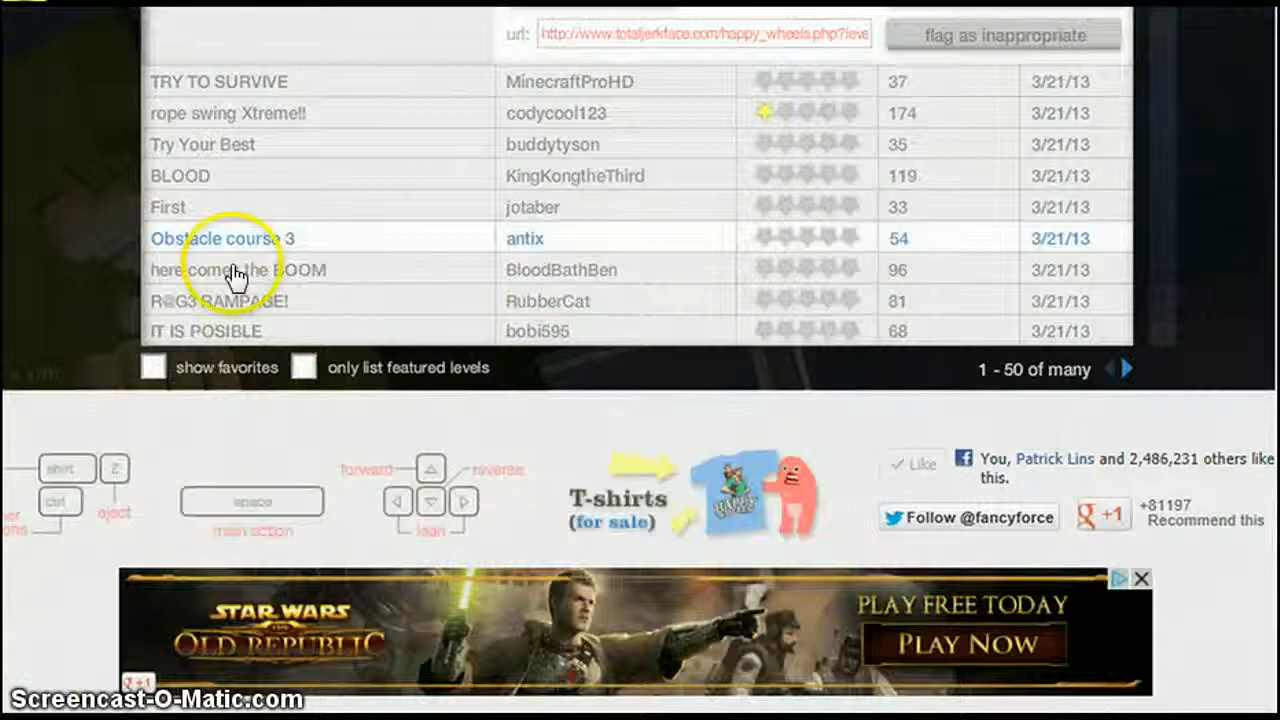 url: http://www.totaljerkface.com/happy_wheels.php?leve flag as inappropriate
TRY TO SURVIVE MinecraftProHD 37 3/21/13
rope swing Xtreme!! codycool123 174 3/21/13
Try Your Best buddytyson 35 3/21/13
BLOOD KingKongtheThird 119 3/21/13
First jotaber 33 3/21/13
Obstacle course 3 antix 54 3/21/13
here comes the BOOM BloodBathBen 96 3/21/13
R@G3 RAMPAGE! RubberCat 81 3/21/13
IT IS POSIBLE bobi595 68 3/21/13
show favorites only list featured levels 1 - 50 of many
shift Z forward reverse
ctrl eject space main action lean
T-shirts
(for sale)
Like You, Patrick Lins and 2,486,231 others like
this.
Follow @fancyforce +1 +81197
Recommend this
STAR WARS
THE OLD REPUBLIC
PLAY FREE TODAY
PLAY NOW
+1
Screencast-O-Matic.com